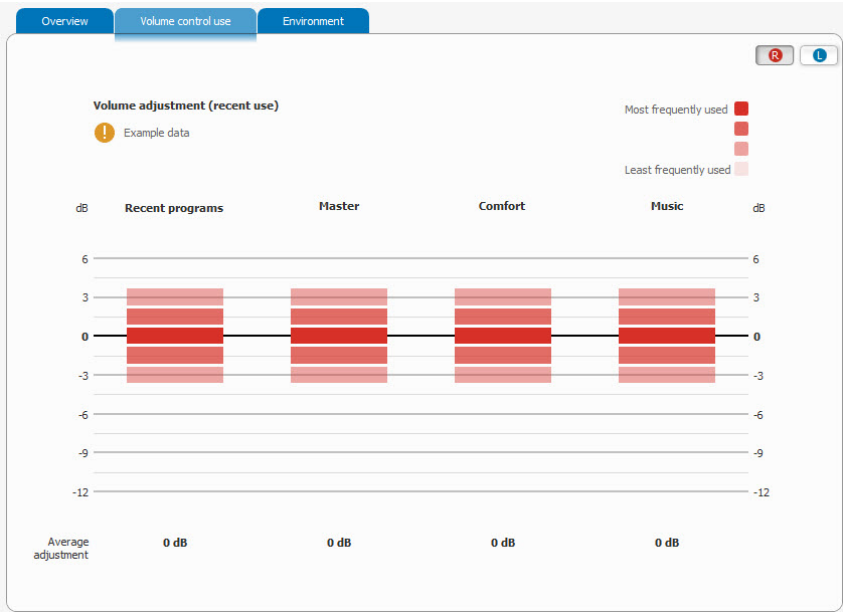 Overview Volume control use Environment
R L
Volume adjustment (recent use)
Most frequently used
! Example data
Least frequently used
dB Recent programs Master Comfort Music dB
6 6
3 3
0 0
-3 -3
-6 -6
-9 -9
-12 -12
Average
adjustment
0 dB 0 dB 0 dB 0 dB